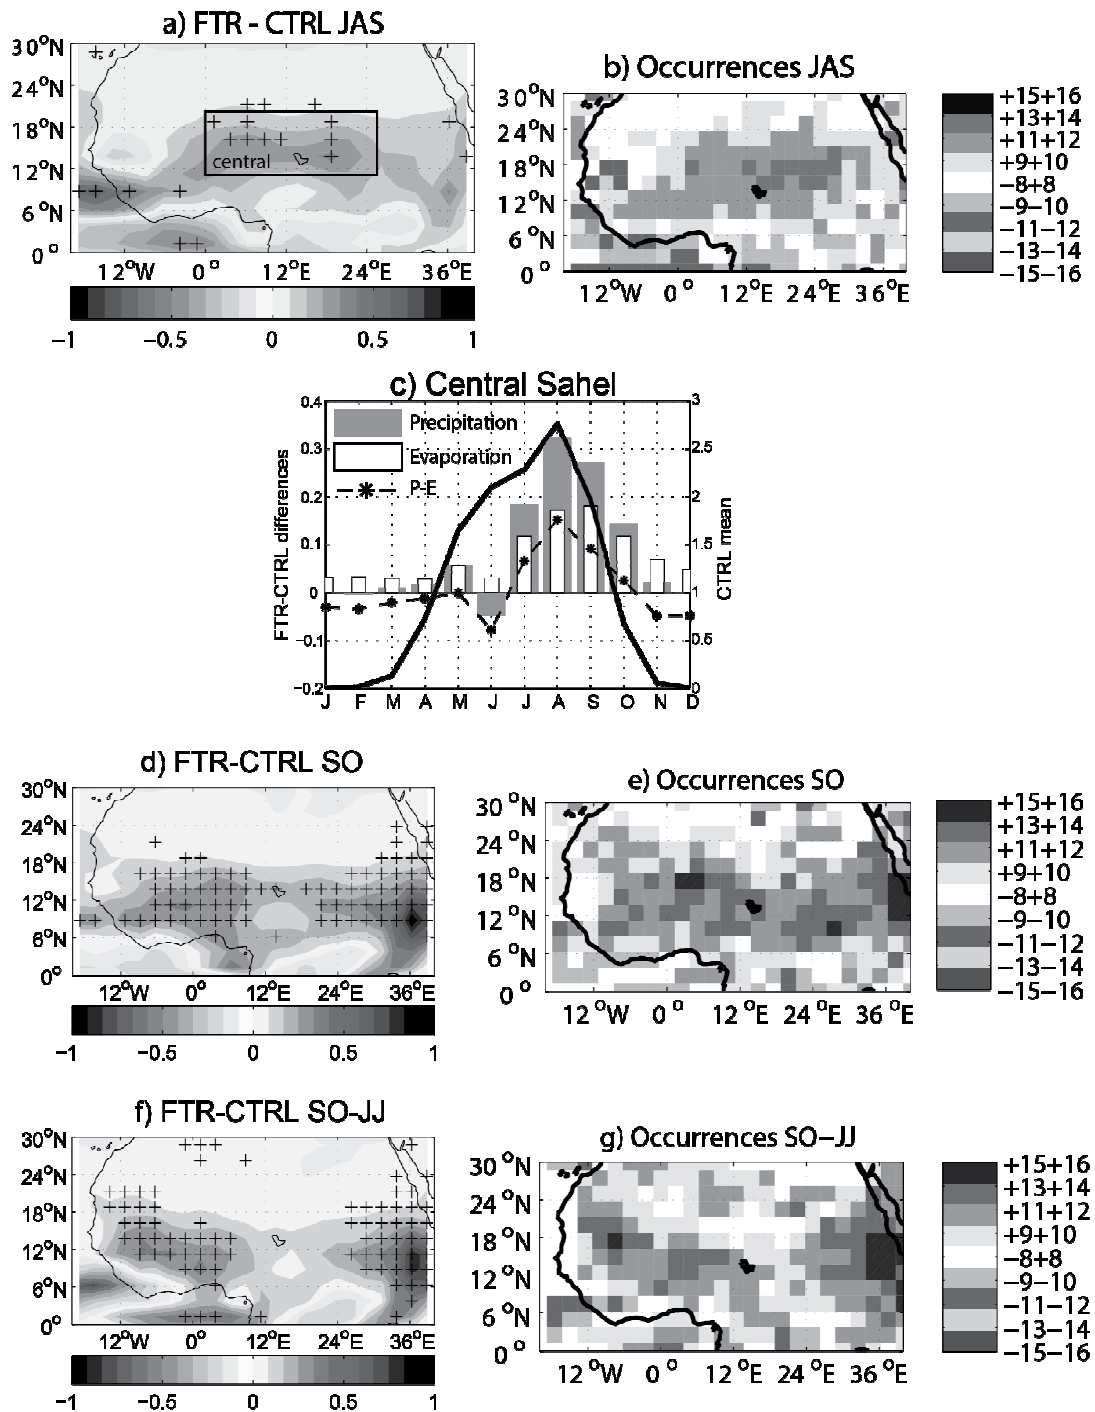 a) FTR - CTRL JAS
30°N
18°N
12°N
6°N
0°
central
12°W 0° 12°E 24°E 36°E
−1 −0.5 0 0.5 1
b) Occurrences JAS
30°N
24°N
18°N
12°N
6°N
0°
12°W 0° 12°E 24°E 36°E
+15+16
+13+14
+11+12
+9+10
−8+8
−9−10
−11−12
−13−14
−15−16
c) Central Sahel
FTR-CTRL differences
0.4
0.3
0.2
0.1
0
−0.1
−0.2
Precipitation
Evaporation
P-E
3
2.5
2
1.5
1
0.5
0
CTRL mean
J F M A M J J A S O N D
d) FTR-CTRL SO
30°N
24°N
18°N
12°N
6°N
0°
12°W 0° 12°E 24°E 36°E
−1 −0.5 0 0.5 1
e) Occurrences SO
30°N
24°N
18°N
12°N
6°N
0°
12°W 0° 12°E 24°E 36°E
+15+16
+13+14
+11+12
+9+10
−8+8
−9−10
−11−12
−13−14
−15−16
f) FTR-CTRL SO-JJ
30°N
24°N
18°N
12°N
6°N
0°
12°W 0° 12°E 24°E 36°E
−1 −0.5 0 0.5 1
g) Occurrences SO−JJ
30°N
24°N
18°N
12°N
6°N
0°
12°W 0° 12°E 24°E 36°E
+15+16
+13+14
+11+12
+9+10
−8+8
−9−10
−11−12
−13−14
−15−16